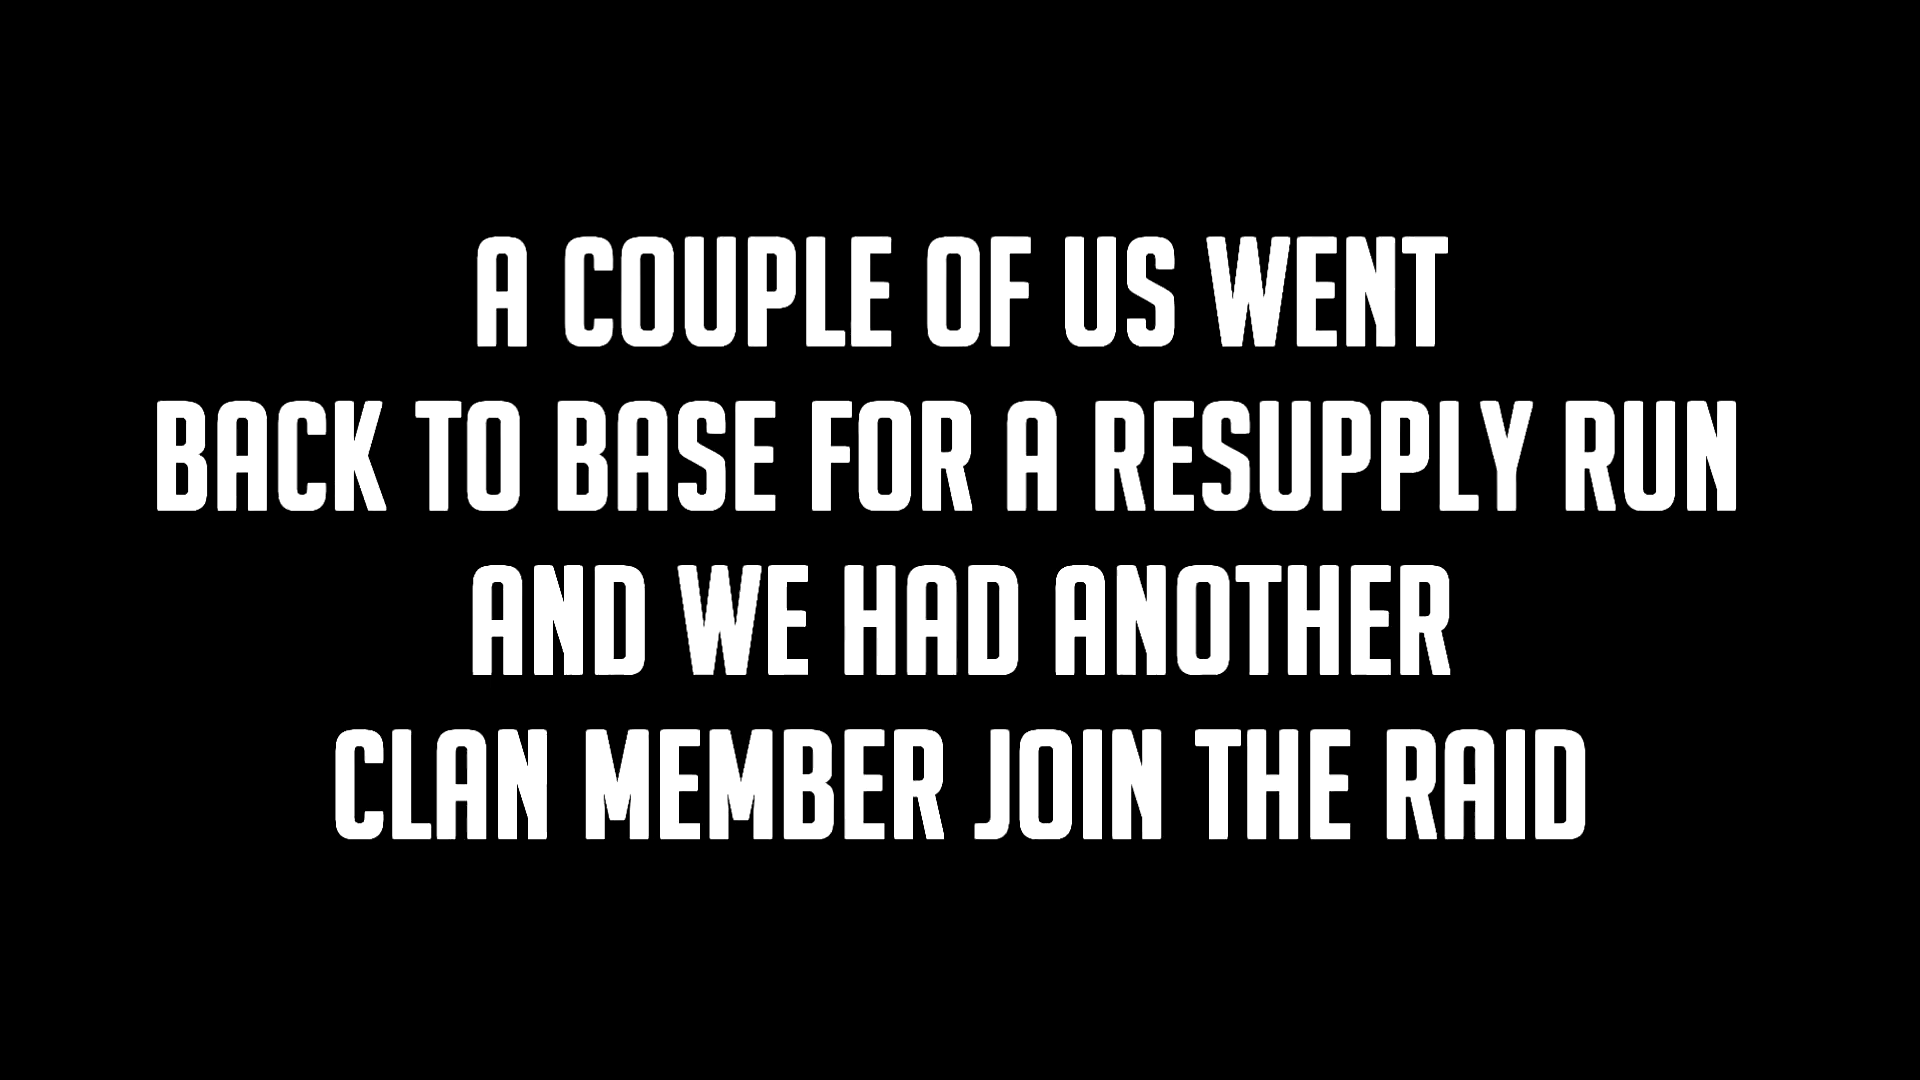 A COUPLE OF US WENT
BACK TO BASE FOR A RESUPPLY RUN
AND WE HAD ANOTHER
CLAN MEMBER JOIN THE RAID